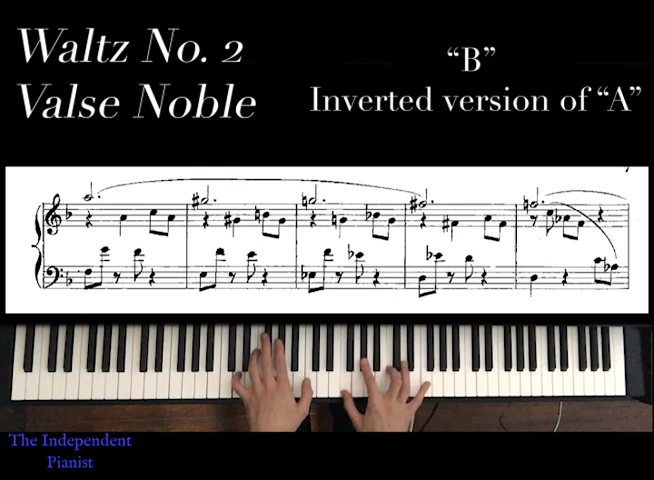 Waltz No. 2
Valse Noble
“B”
Inverted version of “A”
The Independent
Pianist